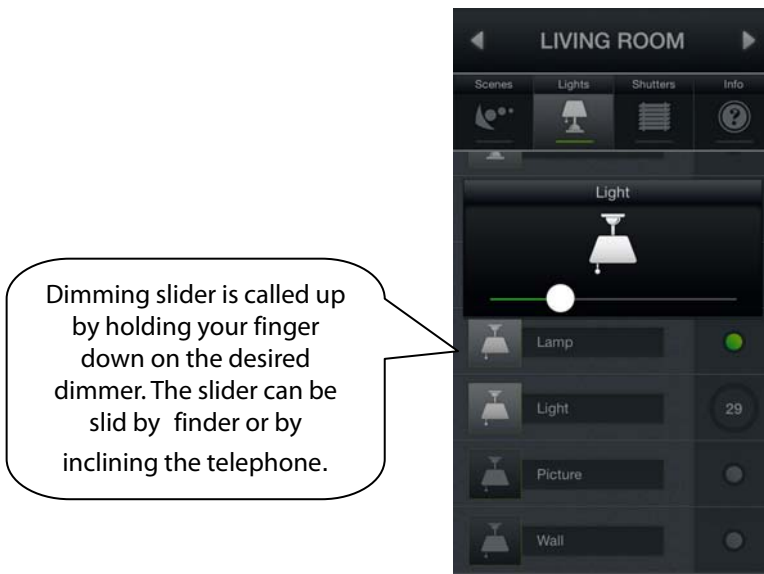 LIVING ROOM
Scenes Lights Shutters Info
Light
Dimming slider is called up
by holding your finger
down on the desired
dimmer. The slider can be
slid by finder or by
inclining the telephone.
Lamp
Light 29
Picture
Wall